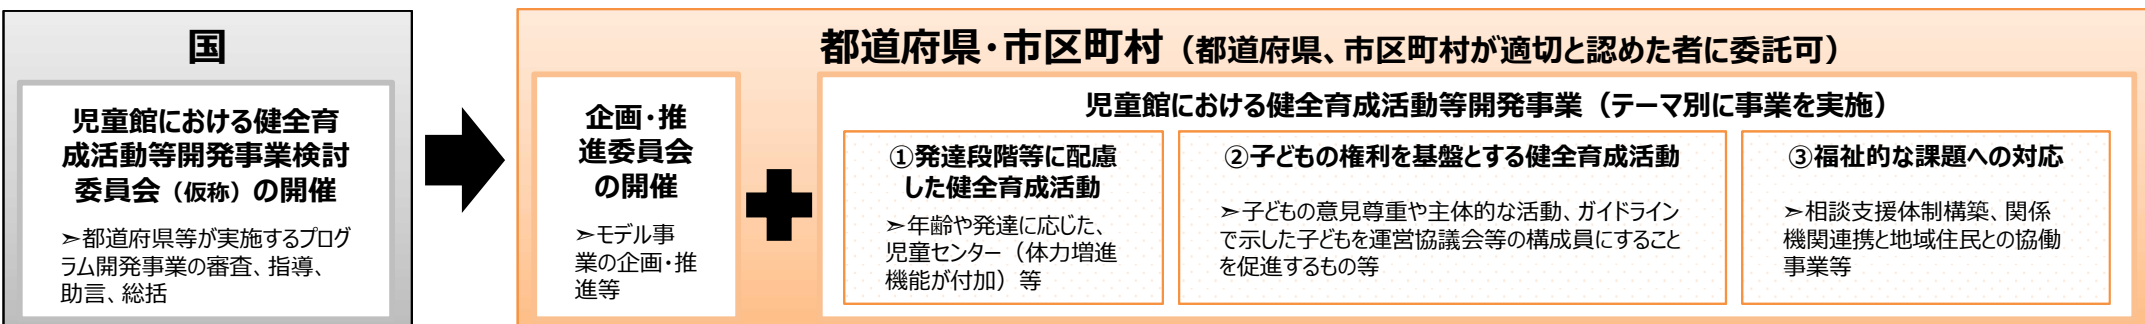 国
児童館における健全育
成活動等開発事業検討
委員会（仮称）の開催
➢都道府県等が実施するプログ
ラム開発事業の審査、指導、
助言、総括
都道府県・市区町村（都道府県、市区町村が適切と認めた者に委託可）
企画・推
進委員会
の開催
➢モデル事
業の企画・推
進等
児童館における健全育成活動等開発事業（テーマ別に事業を実施）
①発達段階等に配慮
した健全育成活動
➢年齢や発達に応じた、
児童センター（体力増進
機能が付加）等
②子どもの権利を基盤とする健全育成活動
➢子どもの意見尊重や主体的な活動、ガイドライン
で示した子どもを運営協議会等の構成員にすること
を促進するもの等
③福祉的な課題への対応
➢相談支援体制構築、関係
機関連携と地域住民との協働
事業等